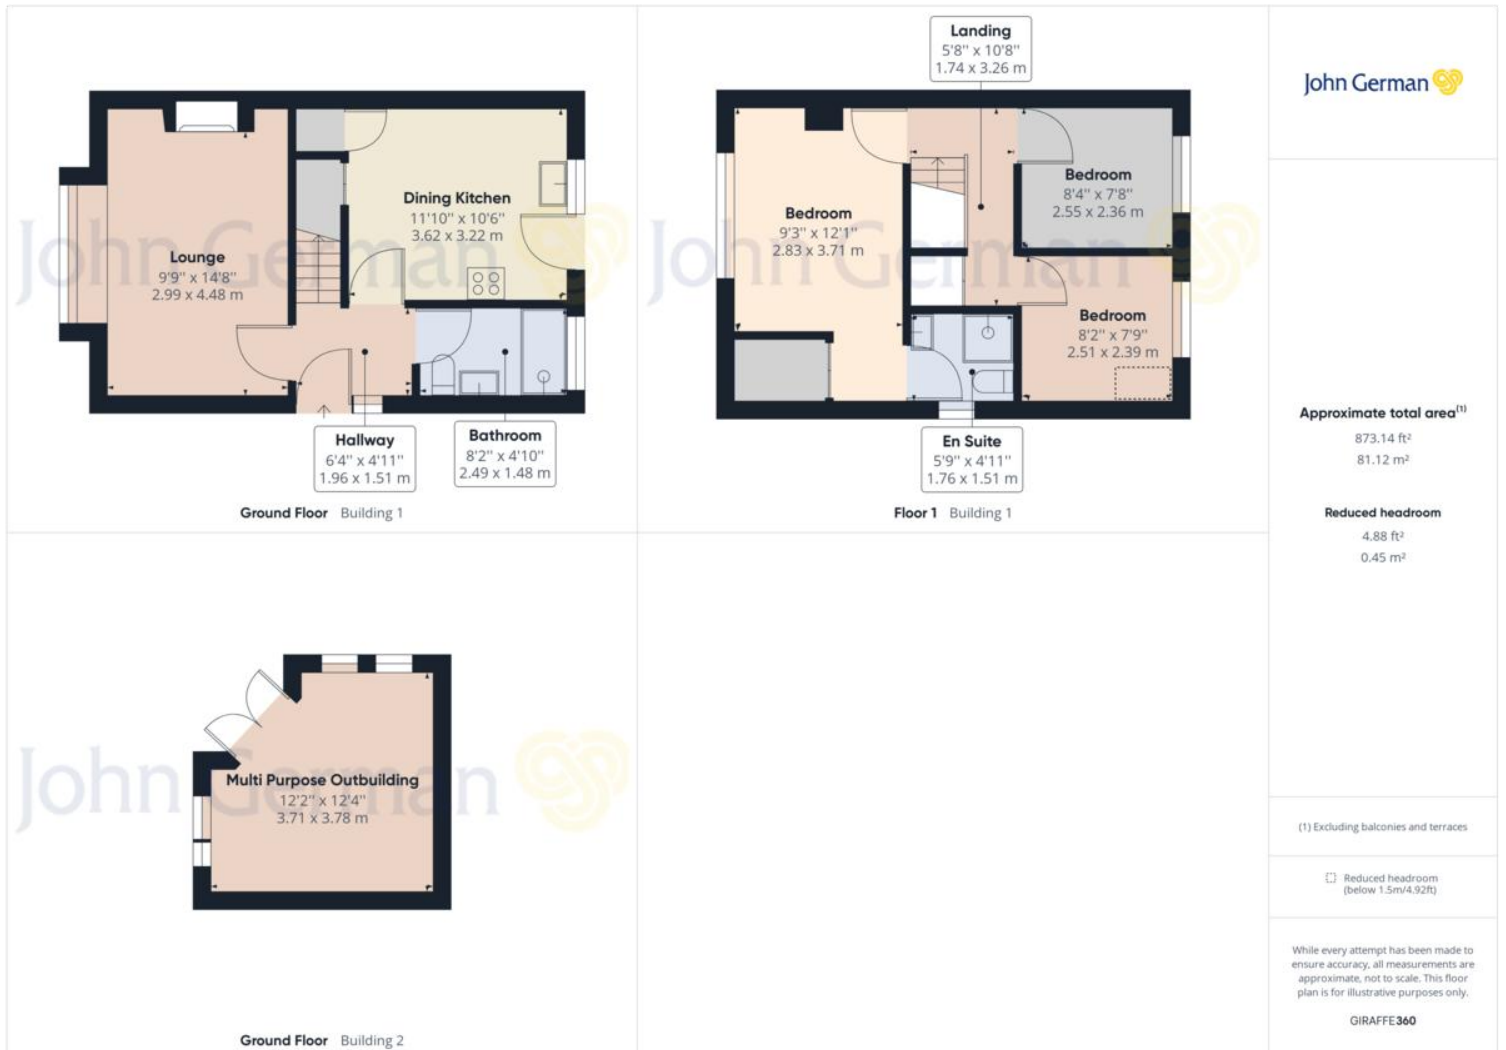 Landing
5'8" x 10'8"
1.74 x 3.26 m
John German
Dining Kitchen
11'10" x 10'6"
3.62 x 3.22 m
Lounge
9'9" x 14'8"
2.99 x 4.48 m
Hallway
6'4" x 4'11"
1.96 x 1.51 m
Bathroom
8'2" x 4'10"
2.49 x 1.48 m
Ground Floor Building 1
John German
Bedroom
9'3" x 12'1"
2.83 x 3.71 m
Bedroom
8'4" x 7'8"
2.55 x 2.36 m
Bedroom
8'2" x 7'9"
2.51 x 2.39 m
En Suite
5'9" x 4'11"
1.76 x 1.51 m
Floor 1 Building 1
John German
John German
Multi Purpose Outbuilding
12'2" x 12'4"
3.71 x 3.78 m
Ground Floor Building 2
Approximate total area(1)
873.14 ft²
81.12 m²
Reduced headroom
4.88 ft²
0.45 m²
(1) Excluding balconies and terraces
Reduced headroom
(below 1.5m/4.92ft)
While every attempt has been made to
ensure accuracy, all measurements are
approximate, not to scale. This floor
plan is for illustrative purposes only.
GIRAFFE360